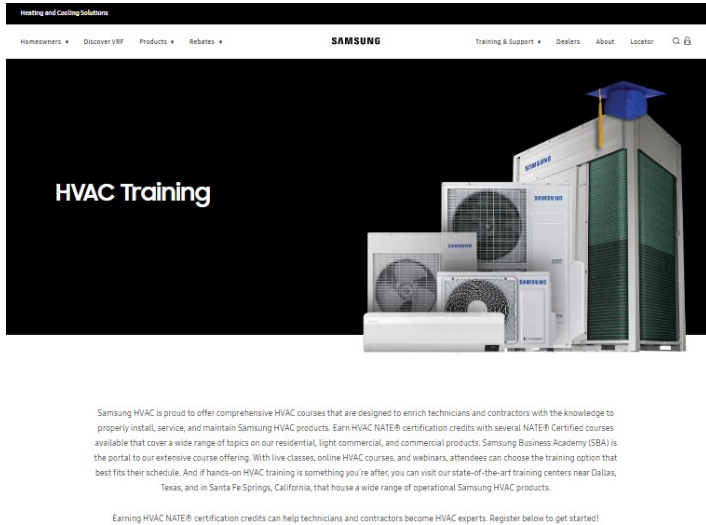 Heating and Cooling Solutions
Homeowners Discover VRF Products Rebates SAMSUNG Training & Support Dealers About Locator
HVAC Training
SAMSUNG
SAMSUNG
SAMSUNG
SAMSUNG
Samsung HVAC is proud to offer comprehensive HVAC courses that are designed to enrich technicians and contractors with the knowledge to
properly install, service, and maintain Samsung HVAC products. Earn HVAC NATE® certification credits with several NATE® Certified courses
available that cover a wide range of topics on our residential, light commercial, and commercial products. Samsung Business Academy (SBA) is
the portal to our extensive course offering. With live classes, online HVAC courses, and webinars, attendees can choose the training option that
best fits their schedule. And if hands-on HVAC training is something you're after, you can visit our state-of-the-art training centers near Dallas,
Texas, and in Santa Fe Springs, California, that house a wide range of operational Samsung HVAC products.
Earning HVAC NATE® certification credits can help technicians and contractors become HVAC experts. Register below to get started!